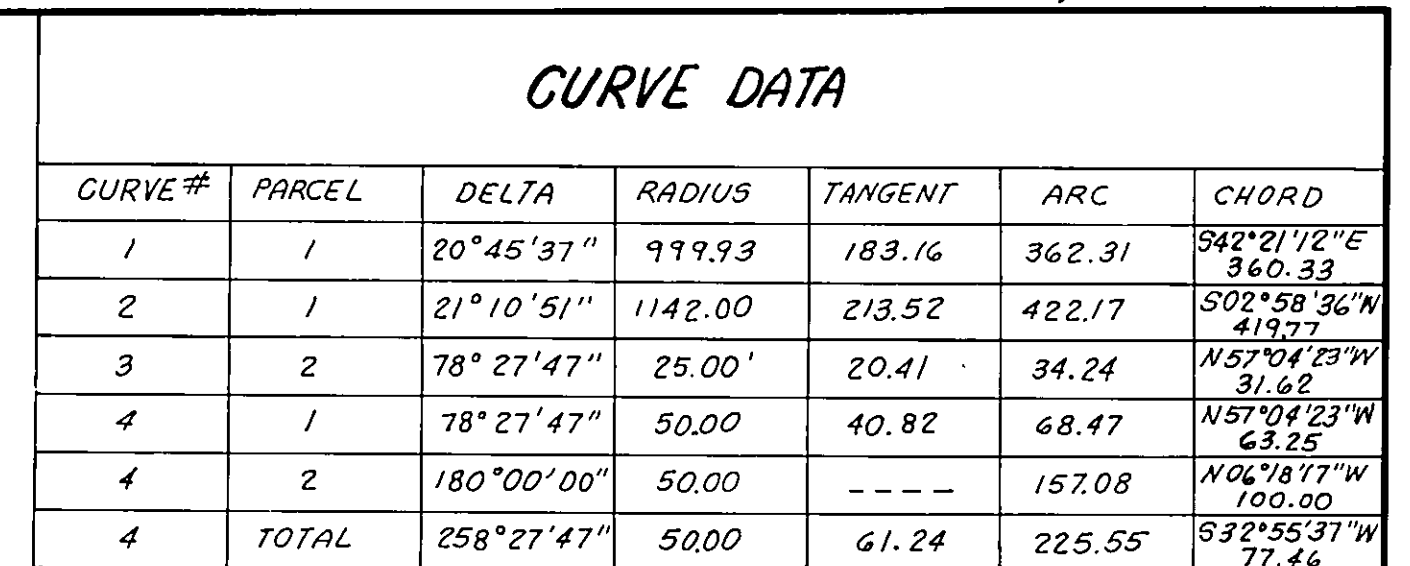 CURVE DATA
CURVE# PARCEL DELTA RADIUS TANGENT ARC CHORD
1 1 20°45'37" 999.93 183.16 362.31 S42°21'12"E
360.33
2 1 21°10'51" 1142.00 213.52 422.17 S02°58'36"W
419.77
3 2 78°27'47" 25.00' 20.41 34.24 N57°04'23"W
31.62
4 1 78°27'47" 50.00 40.82 68.47 N57°04'23"W
63.25
4 2 180°00'00" 50.00 ---- 157.08 N06°18'17"W
100.00
4 TOTAL 258°27'47" 50.00 61.24 225.55 S32°55'37"W
77.46